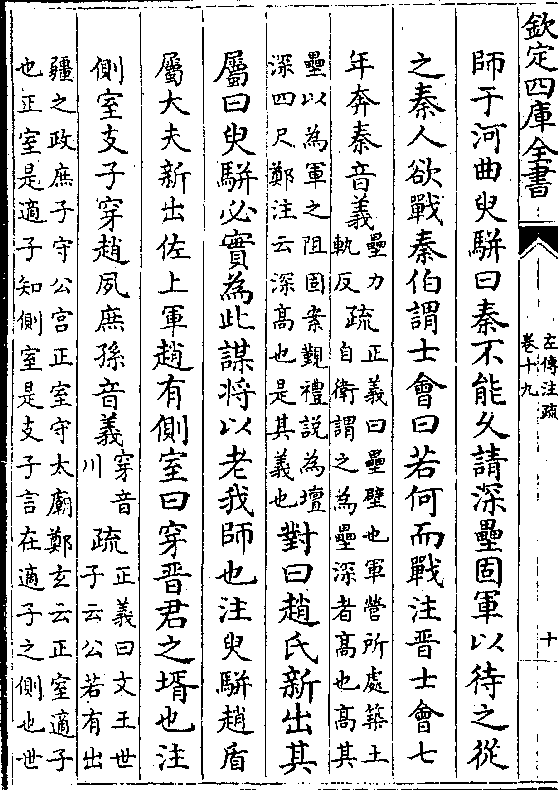 欽定四庫全書
左傳注疏
卷十九
十
師于河曲臾駢曰秦不能久請深壘固軍以待之從
之秦人欲戰秦伯謂士會曰若何而戰注晉士會七
年奔秦音義壘力軌反疏正義曰壘壁也軍營所處築土自衛謂之為壘深者高也高其
壘以為軍之阻固案覲禮說為壇深四尺鄭注云深高也是其義也對曰趙氏新出其
屬曰臾駢必實為此謀將以老我師也注臾駢趙盾
屬大夫新出佐上軍趙有側室曰穿晉君之壻也注
側室支子穿趙夙庶孫音義穿音川疏正義曰文王世子云公若有出
疆之政庶子守公宮正室守太廟鄭玄云正室適子也正室是適子知側室是支子言在適子之側也世